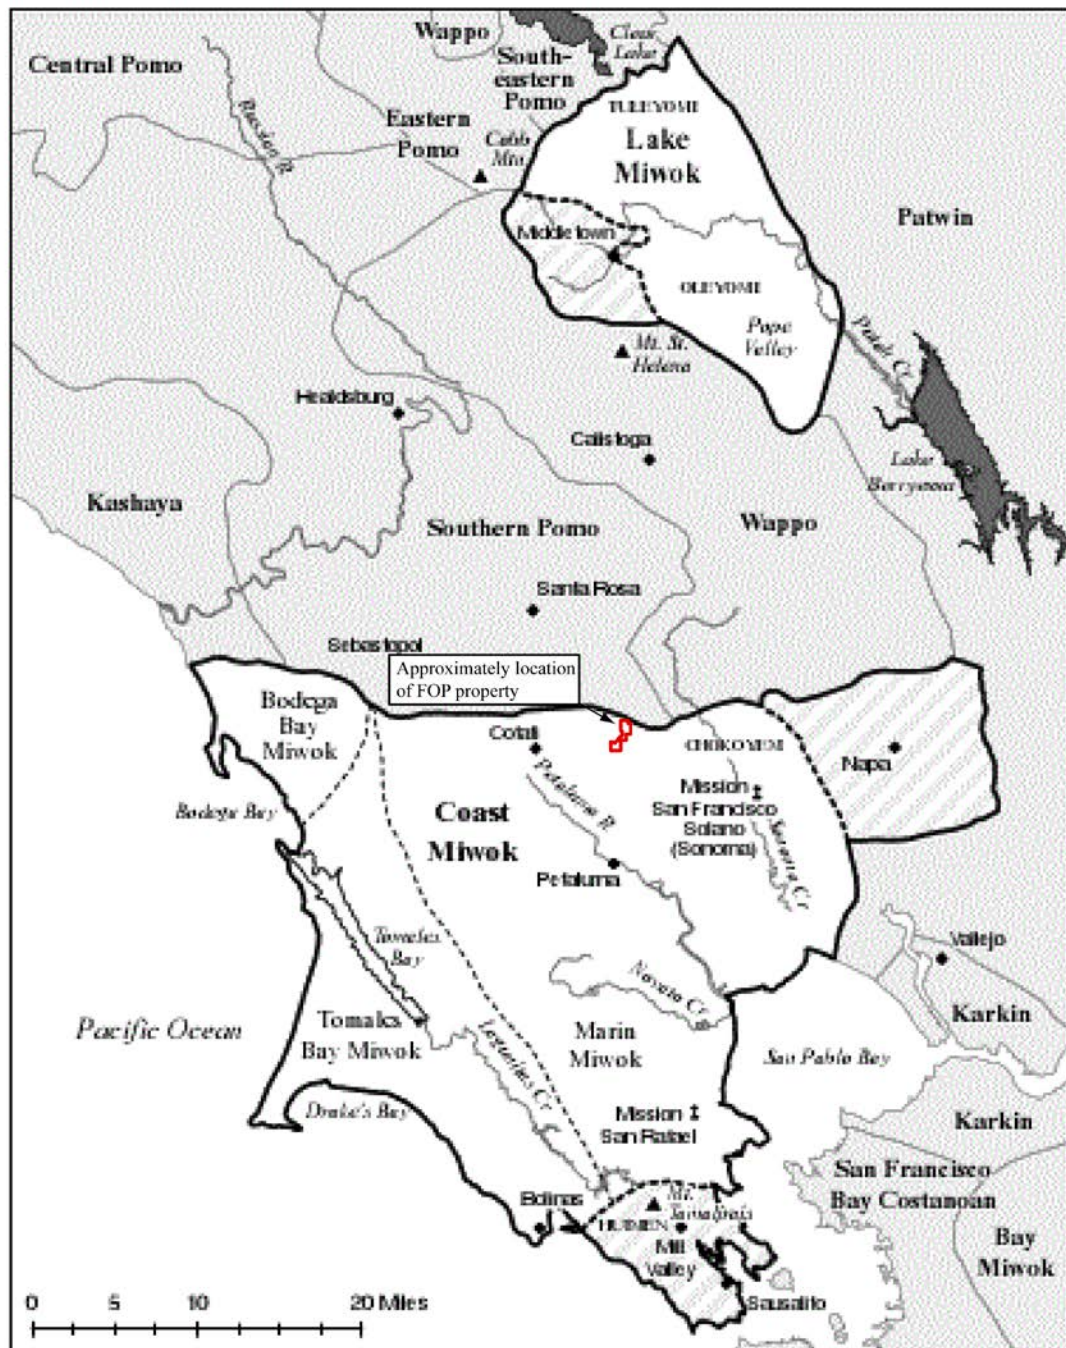 Wappo
Clear
Lake
Central Pomo
South-
eastern
Pomo
Eastern
Pomo
Cobb
Mtn
Russian R
TULEYOMI
Lake
Miwok
Patwin
Middletown
OLEYOMI
Pope
Valley
Putah Cr
Mt. St.
Helena
Healdsburg
Calistoga
Lake
Berryessa
Kashaya
Southern Pomo
Wappo
Santa Rosa
Sebastopol
Approximately location
of FOP property
Bodega
Bay
Miwok
Cotati
CHOKOYEM
Napa
Bodega Bay
Petaluma R
Mission
San Francisco
Solano
(Sonoma)
Sonoma Cr
Coast
Miwok
Petaluma
Tomales
Bay
Vallejo
Novato Cr
Karkin
Pacific Ocean
Tomales
Bay Miwok
Lagunitas Cr
Marin
Miwok
San Pablo Bay
Drake's Bay
Mission
San Rafael
Karkin
San Francisco
Bay Costanoan
Bolinas
Mt.
Tamalpais
HUIMEN
Mill
Valley
Bay
Miwok
Sausalito
0 5 10 20 Miles